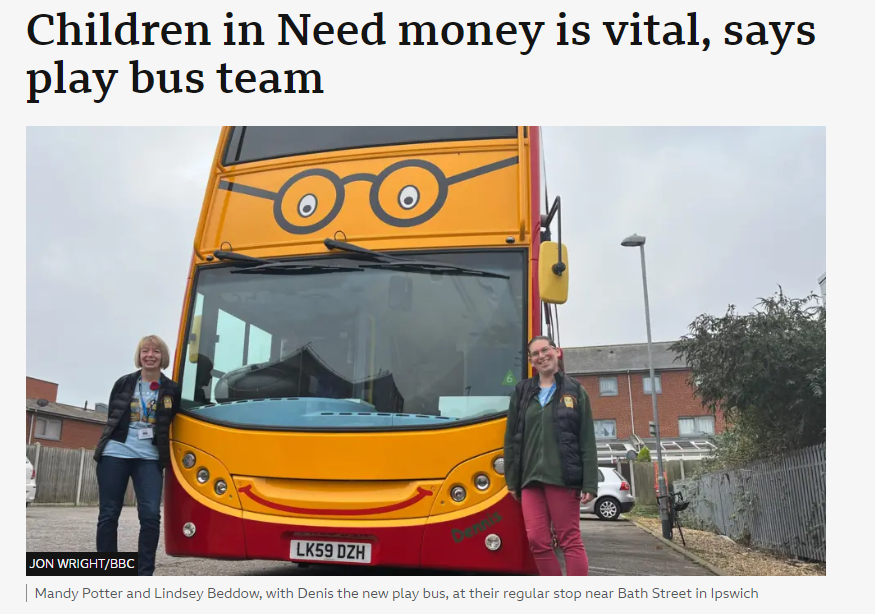 Children in Need money is vital, says
play bus team
6
Dennis
LK59 DZH
JON WRIGHT/BBC
Mandy Potter and Lindsey Beddow, with Denis the new play bus, at their regular stop near Bath Street in Ipswich